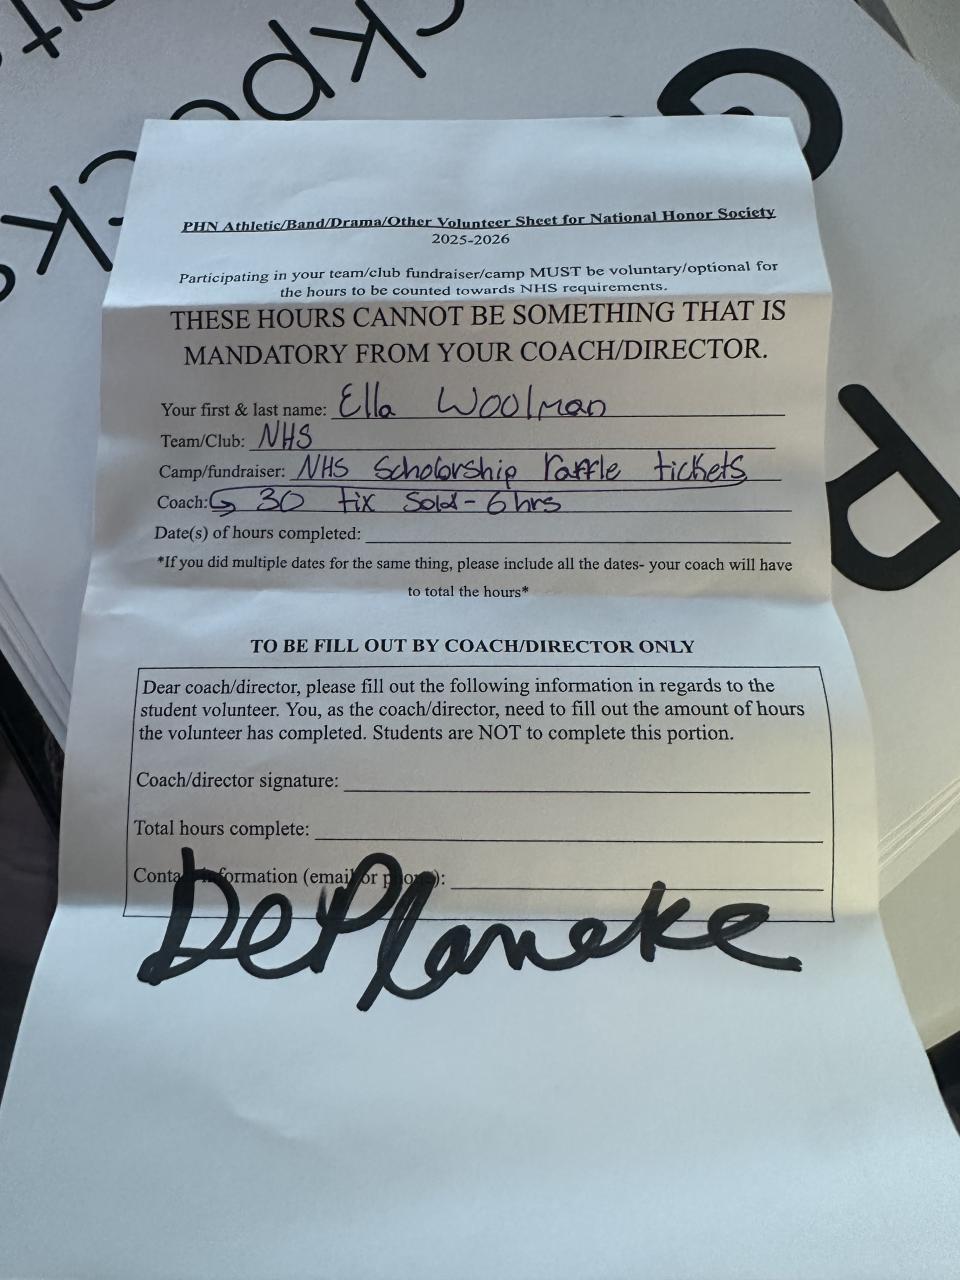 PHN Athletic/Band/Drama/Other Volunteer Sheet for National Honor Society
2025-2026
Participating in your team/club fundraiser/camp MUST be voluntary/optional for
the hours to be counted towards NHS requirements.
THESE HOURS CANNOT BE SOMETHING THAT IS
MANDATORY FROM YOUR COACH/DIRECTOR.
Your first & last name: Ella Woolman
Team/Club: NHS
Camp/fundraiser: NHS Scholorship raffle tickets
Coach: 30 tix sold - 6 hrs
Date(s) of hours completed:
*If you did multiple dates for the same thing, please include all the dates- your coach will have
to total the hours*
TO BE FILL OUT BY COACH/DIRECTOR ONLY
Dear coach/director, please fill out the following information in regards to the
student volunteer. You, as the coach/director, need to fill out the amount of hours
the volunteer has completed. Students are NOT to complete this portion.
Coach/director signature:
Total hours complete:
Contact information (email or phone):
DePlaneke